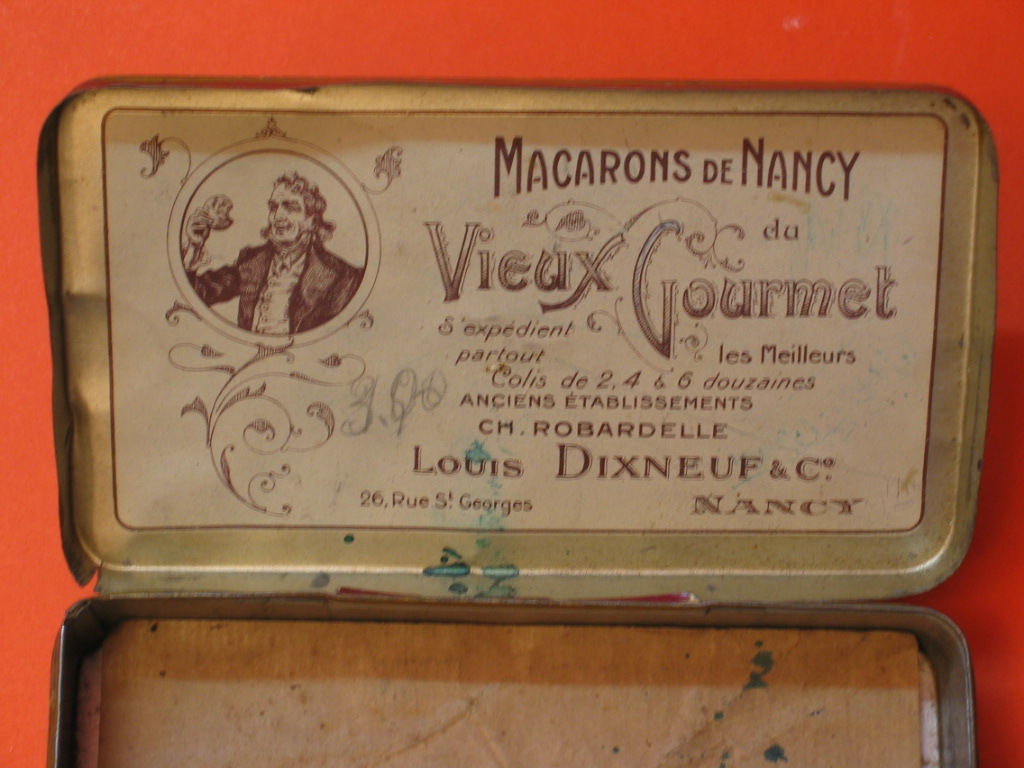 MACARONS DE NANCY
du
Vieux Gourmet
S'expédient
partout les Meilleurs
Colis de 2, 4 & 6 douzaines
ANCIENS ÉTABLISSEMENTS
CH. ROBARDELLE
LOUIS DIXNEUF & Cº.
26, Rue St Georges NANCY